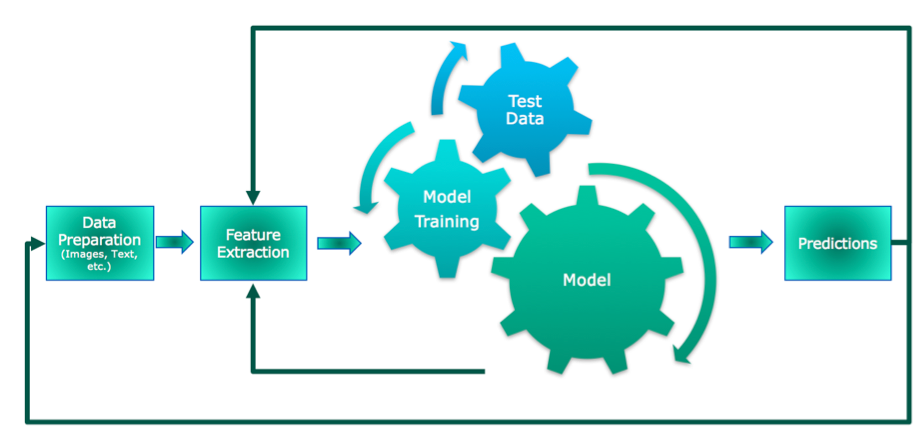 Data
Preparation
(Images, Text,
etc.)
Feature
Extraction
Test
Data
Model
Training
Model
Predictions